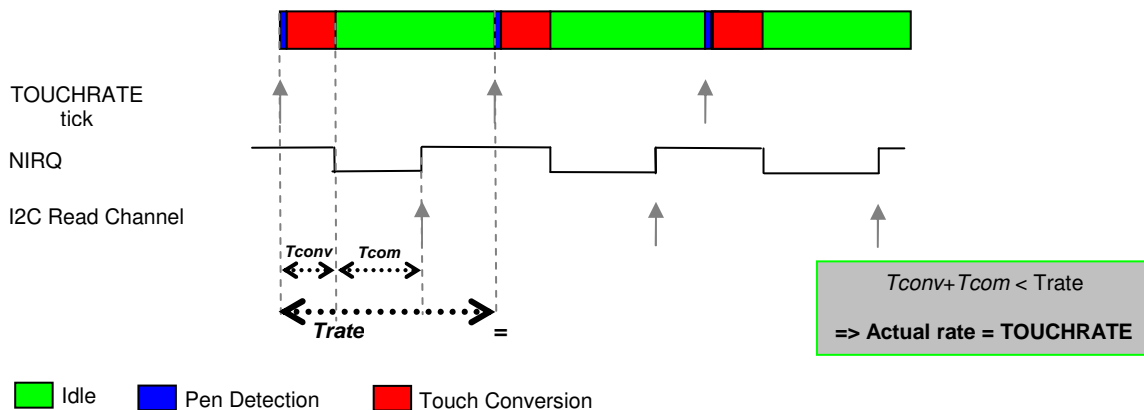 TOUCHRATE
tick
NIRQ
I2C Read Channel
Tconv Tcom
Trate =
Tconv+Tcom < Trate
=> Actual rate = TOUCHRATE
Idle Pen Detection Touch Conversion